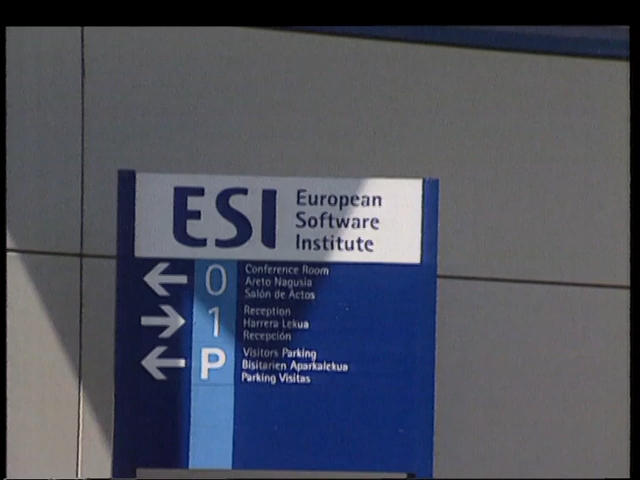 ESI
European
Software
Institute
0
Conference Room
Areto Nagusia
Salón de Actos
1
Reception
Harrera Lekua
Recepción
P
Visitors Parking
Bisitarien Aparkalekua
Parking Visitas